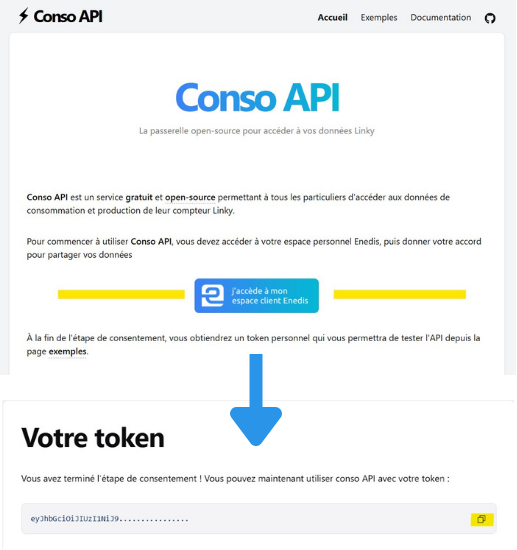 Conso API
Accueil Exemples Documentation
Conso API
La passerelle open-source pour accéder à vos données Linky
Conso API est un service gratuit et open-source permettant à tous les particuliers d'accéder aux données de
consommation et production de leur compteur Linky.
Pour commencer à utiliser Conso API, vous devez accéder à votre espace personnel Enedis, puis donner votre accord
pour partager vos données
j'accède à mon
espace client Enedis
À la fin de l'étape de consentement, vous obtiendrez un token personnel qui vous permettra de tester l'API depuis la
page exemples.
Votre token
Vous avez terminé l'étape de consentement ! Vous pouvez maintenant utiliser conso API avec votre token :
eyJhbGciOiJIUzI1NiJ9................